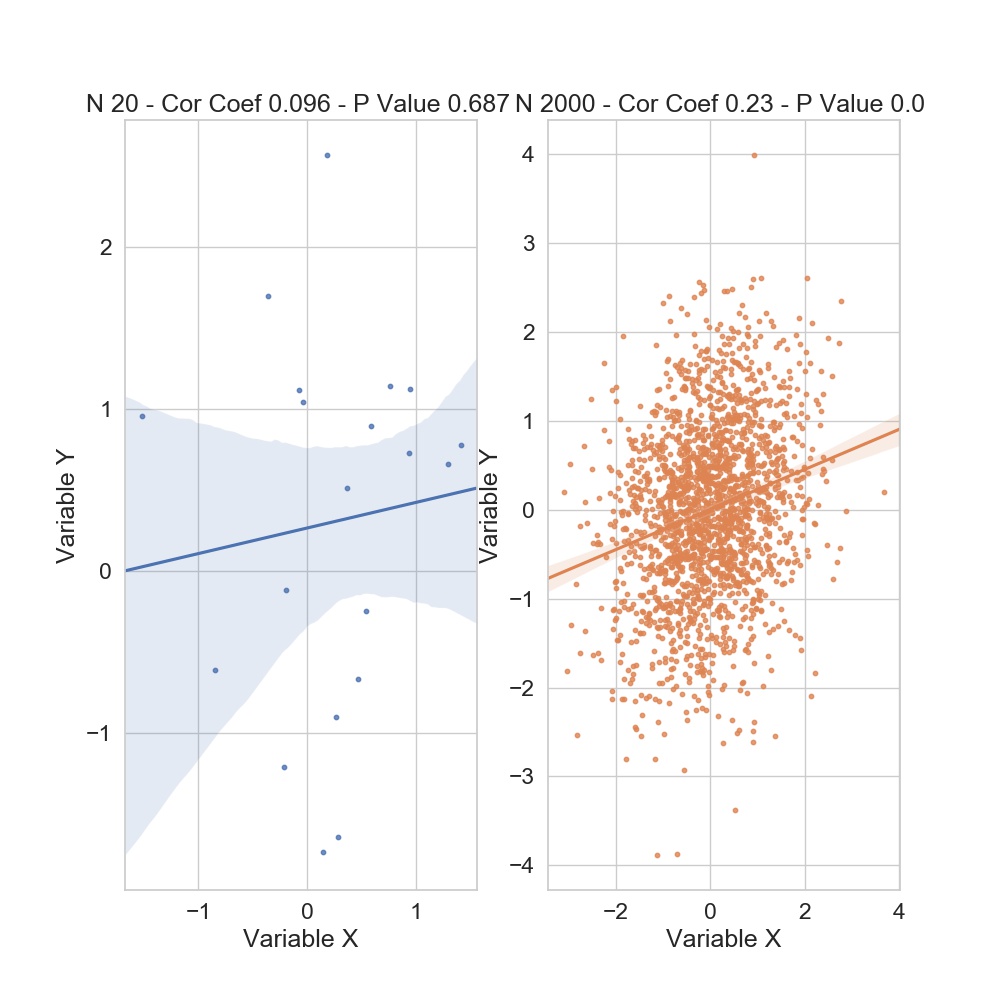 N 20 - Cor Coef 0.096 - P Value 0.687
2
1
0
−1
Variable Y
−1 0 1
Variable X
N 2000 - Cor Coef 0.23 - P Value 0.0
4
3
2
1
0
−1
−2
−3
−4
Variable Y
−2 0 2 4
Variable X